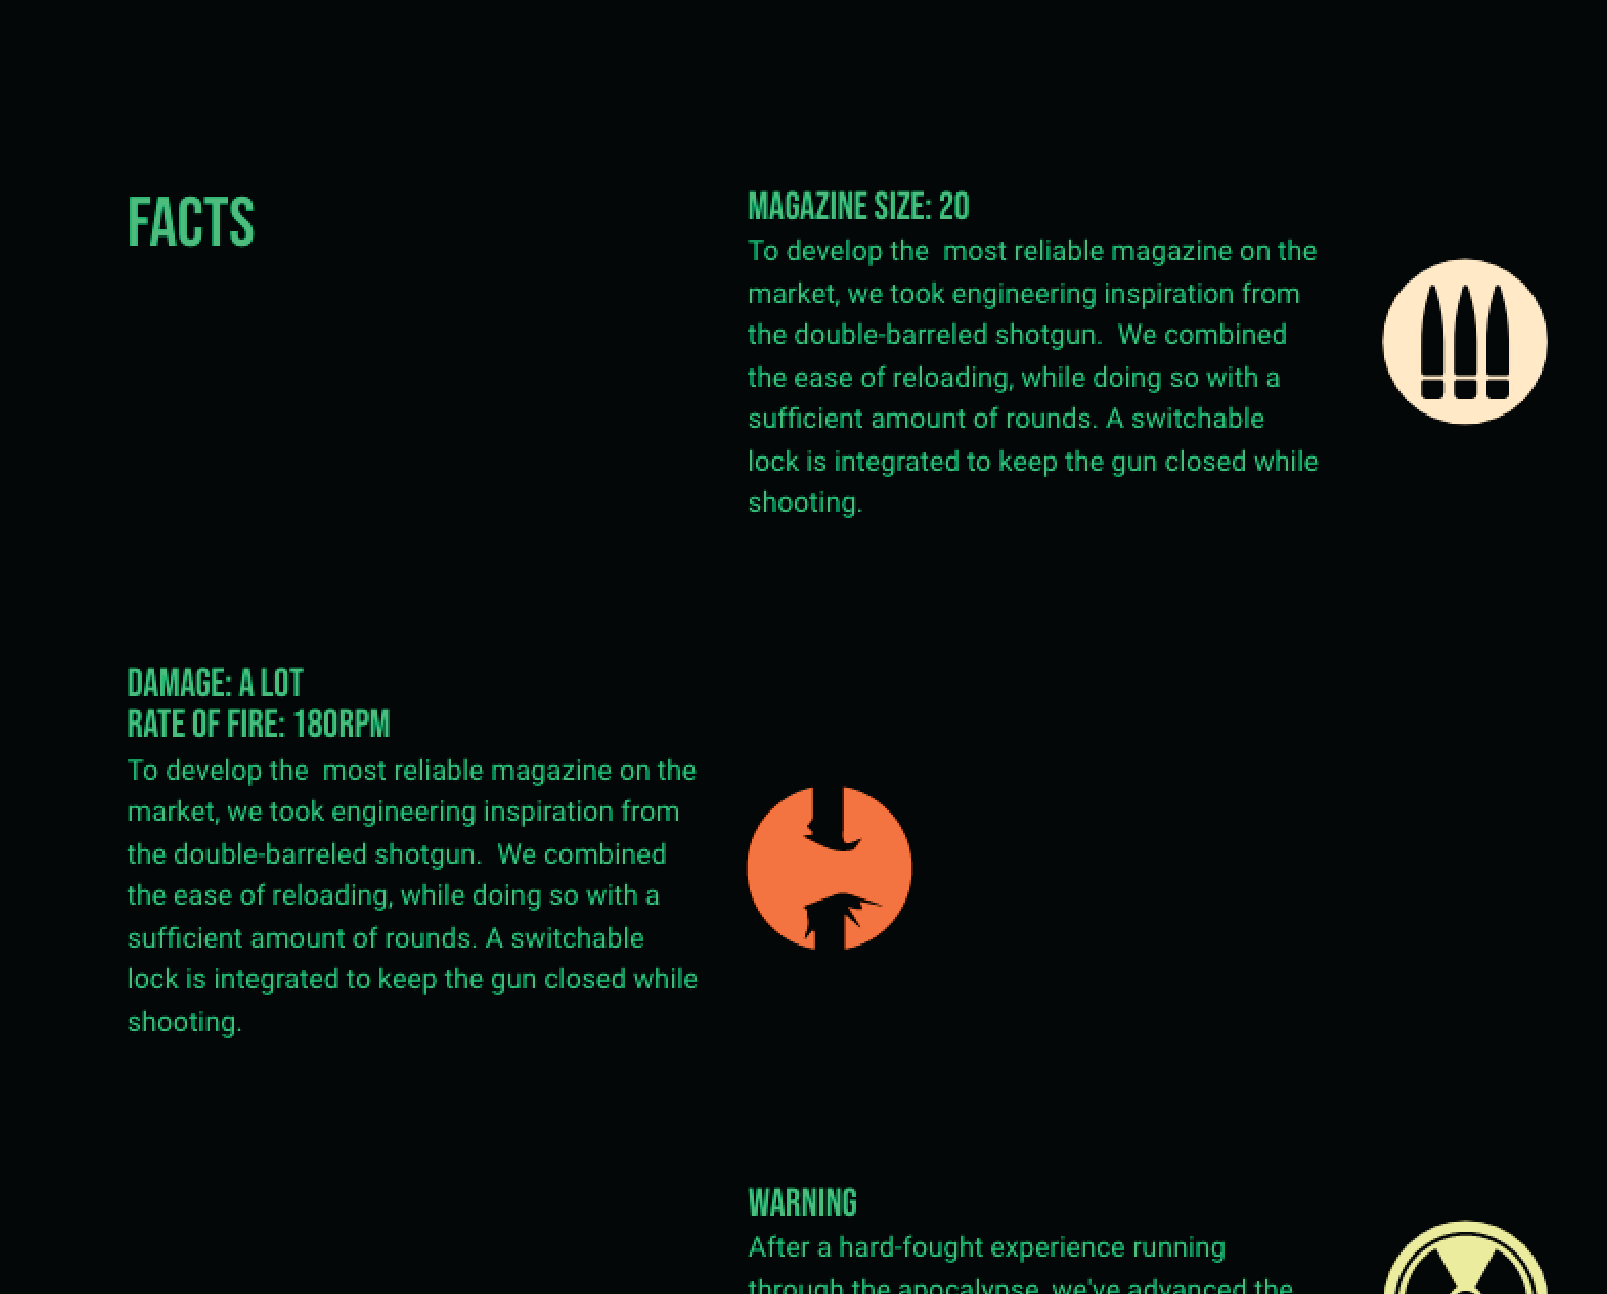 FACTS
MAGAZINE SIZE: 20
To develop the  most reliable magazine on the
market, we took engineering inspiration from
the double-barreled shotgun.  We combined
the ease of reloading, while doing so with a
sufficient amount of rounds. A switchable
lock is integrated to keep the gun closed while
shooting.
DAMAGE: A LOT
RATE OF FIRE: 180RPM
To develop the  most reliable magazine on the
market, we took engineering inspiration from
the double-barreled shotgun.  We combined
the ease of reloading, while doing so with a
sufficient amount of rounds. A switchable
lock is integrated to keep the gun closed while
shooting.
WARNING
After a hard-fought experience running
through the apocalypse, we've advanced the